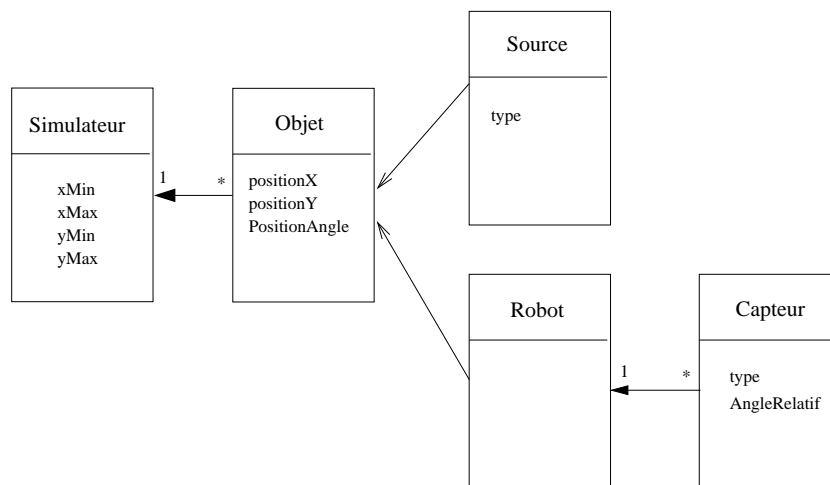 Source
type
Simulateur
xMin
xMax
yMin
yMax
1
*
Objet
positionX
positionY
PositionAngle
Robot
1
*
Capteur
type
AngleRelatif